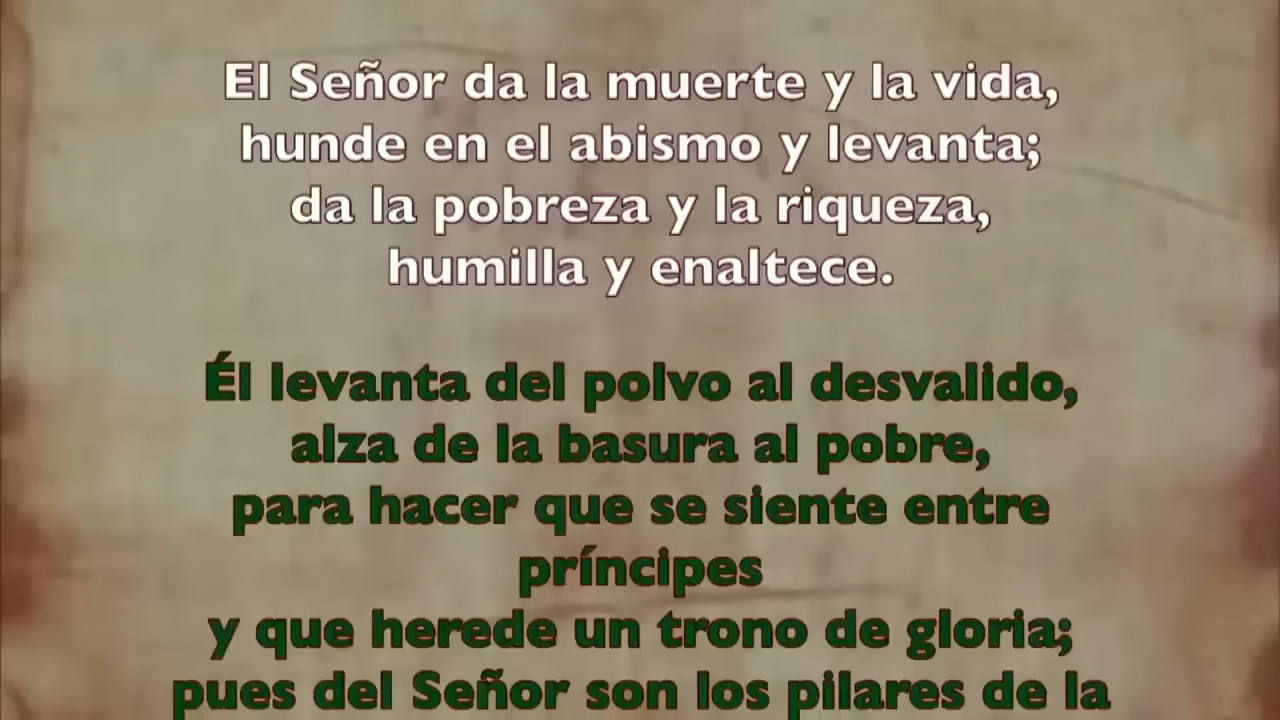 El Señor da la muerte y la vida,
hunde en el abismo y levanta;
da la pobreza y la riqueza,
humilla y enaltece.
Él levanta del polvo al desvalido,
alza de la basura al pobre,
para hacer que se siente entre
príncipes
y que herede un trono de gloria;
pues del Señor son los pilares de la